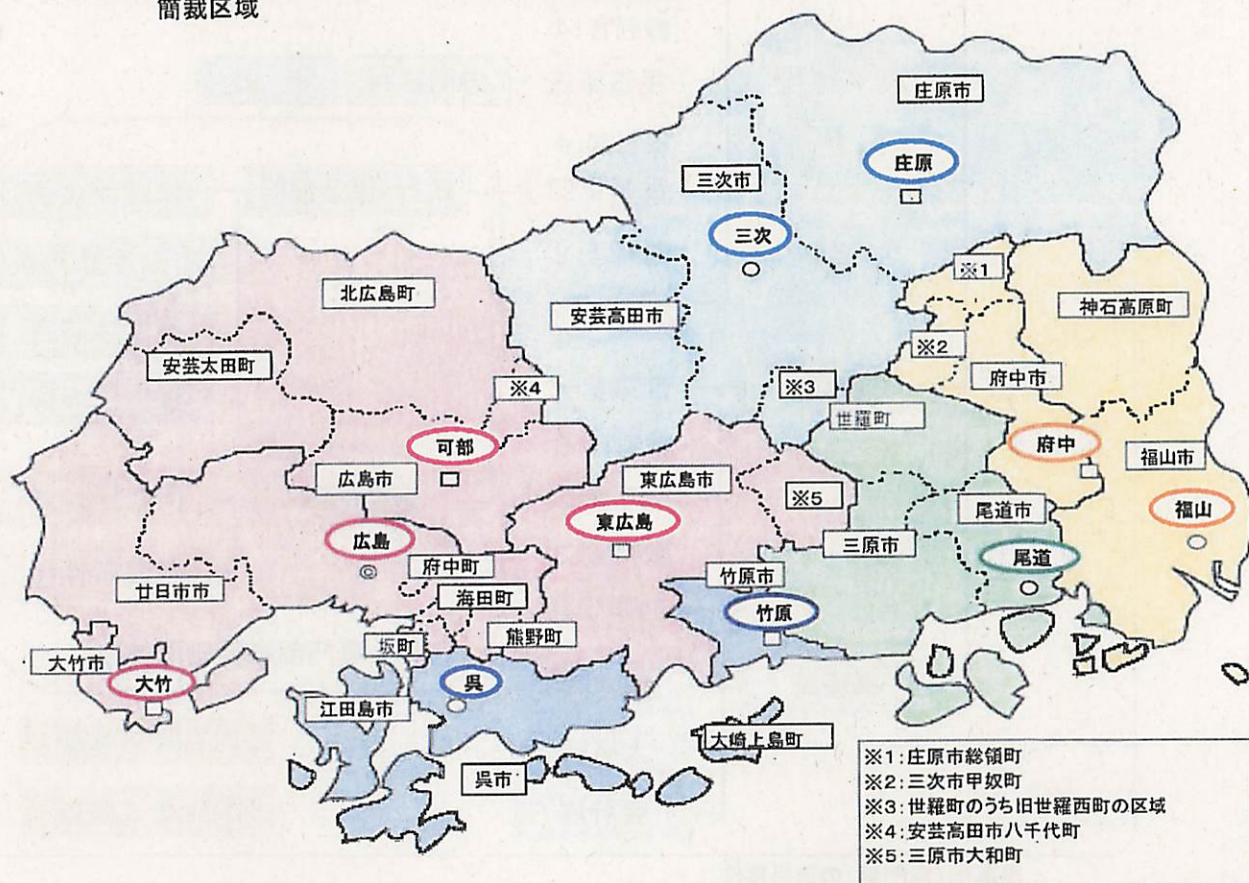 簡裁区域
庄原市
庄原
三次市
三次
※1
北広島町
安芸高田市
神石高原町
※2
安芸太田町
府中市
※4
※3
世羅町
可部
府中
福山市
広島市
東広島市
※5
尾道市
福山
東広島
広島
三原市
尾道
府中町
竹原市
廿日市市
海田町
竹原
坂町
熊野町
大竹市
大竹
呉
江田島市
大崎上島町
呉市
※1:庄原市総領町
※2:三次市甲奴町
※3:世羅町のうち旧世羅西町の区域
※4:安芸高田市八千代町
※5:三原市大和町